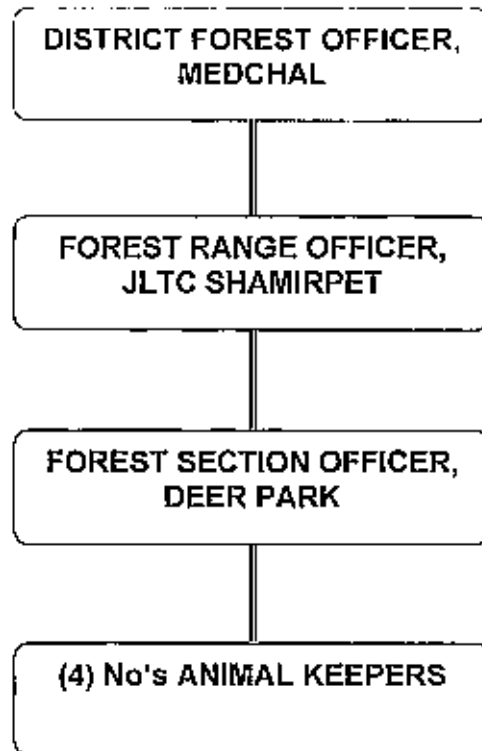 DISTRICT FOREST OFFICER,
MEDCHAL
FOREST RANGE OFFICER,
JLTC SHAMIRPET
FOREST SECTION OFFICER,
DEER PARK
(4) No's ANIMAL KEEPERS